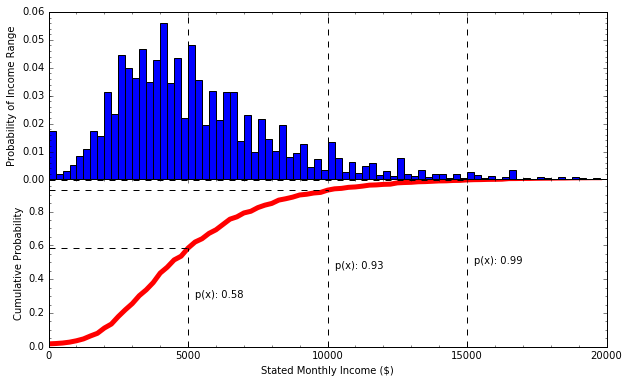 0.06
0.05
0.04
0.03
0.02
0.01
0.00
Probability of Income Range
0.8
0.6
0.4
0.2
0.0
Cumulative Probability
p(x): 0.58
p(x): 0.93
p(x): 0.99
0 5000 10000 15000 20000
Stated Monthly Income ($)